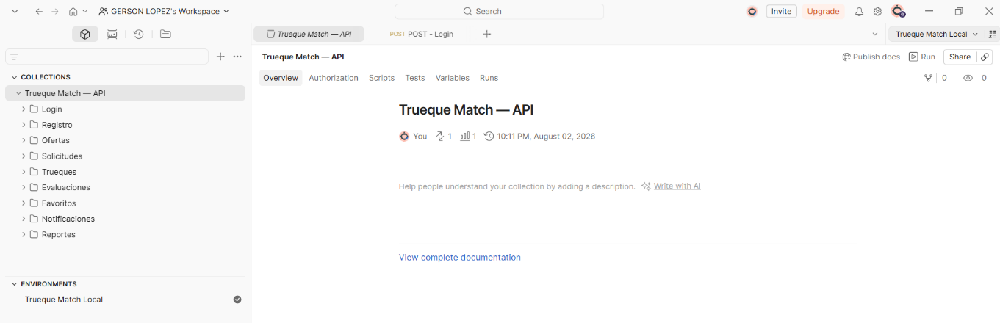 GERSON LOPEZ's Workspace
Search
Invite
Upgrade
Trueque Match — API
POST POST - Login
Trueque Match Local
Trueque Match — API
Publish docs
Run
Share
COLLECTIONS
Overview
Authorization
Scripts
Tests
Variables
Runs
0
0
Trueque Match — API
Login
Registro
Ofertas
Solicitudes
Trueques
Evaluaciones
Favoritos
Notificaciones
Reportes
Trueque Match — API
You
1
1
10:11 PM, August 02, 2026
Help people understand your collection by adding a description.
Write with AI
View complete documentation
ENVIRONMENTS
Trueque Match Local